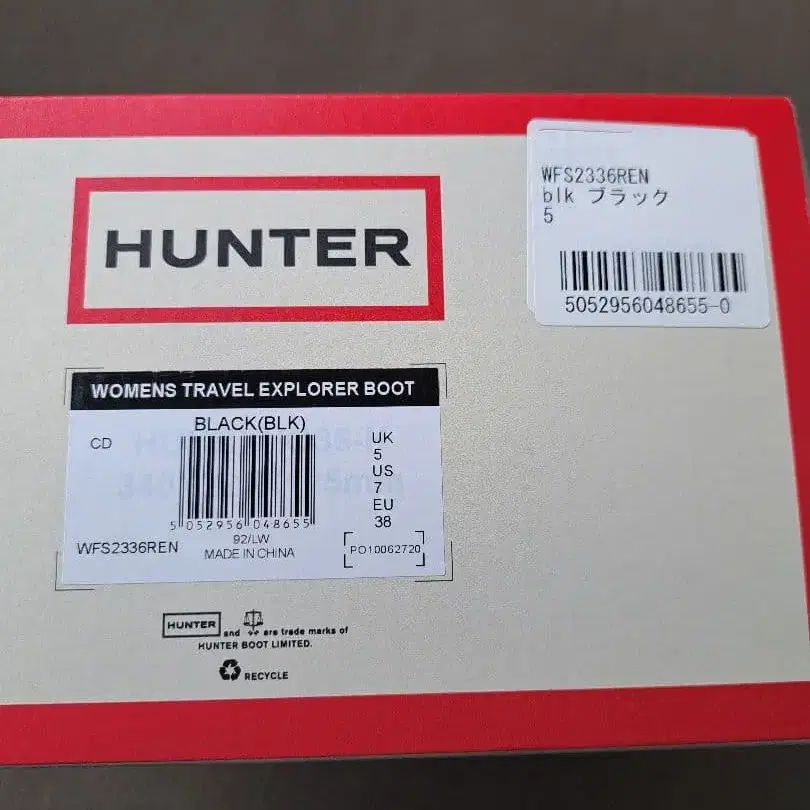 HUNTER
WFS2336REN
blk ブラック
5
5052956048655-0
WOMENS TRAVEL EXPLORER BOOT
BLACK(BLK)
CD
UK
5
US
7
EU
38
5 052956 048655
WFS2336REN
92/LW
MADE IN CHINA
PO10062720
HUNTER and are trade marks of
HUNTER BOOT LIMITED.
RECYCLE